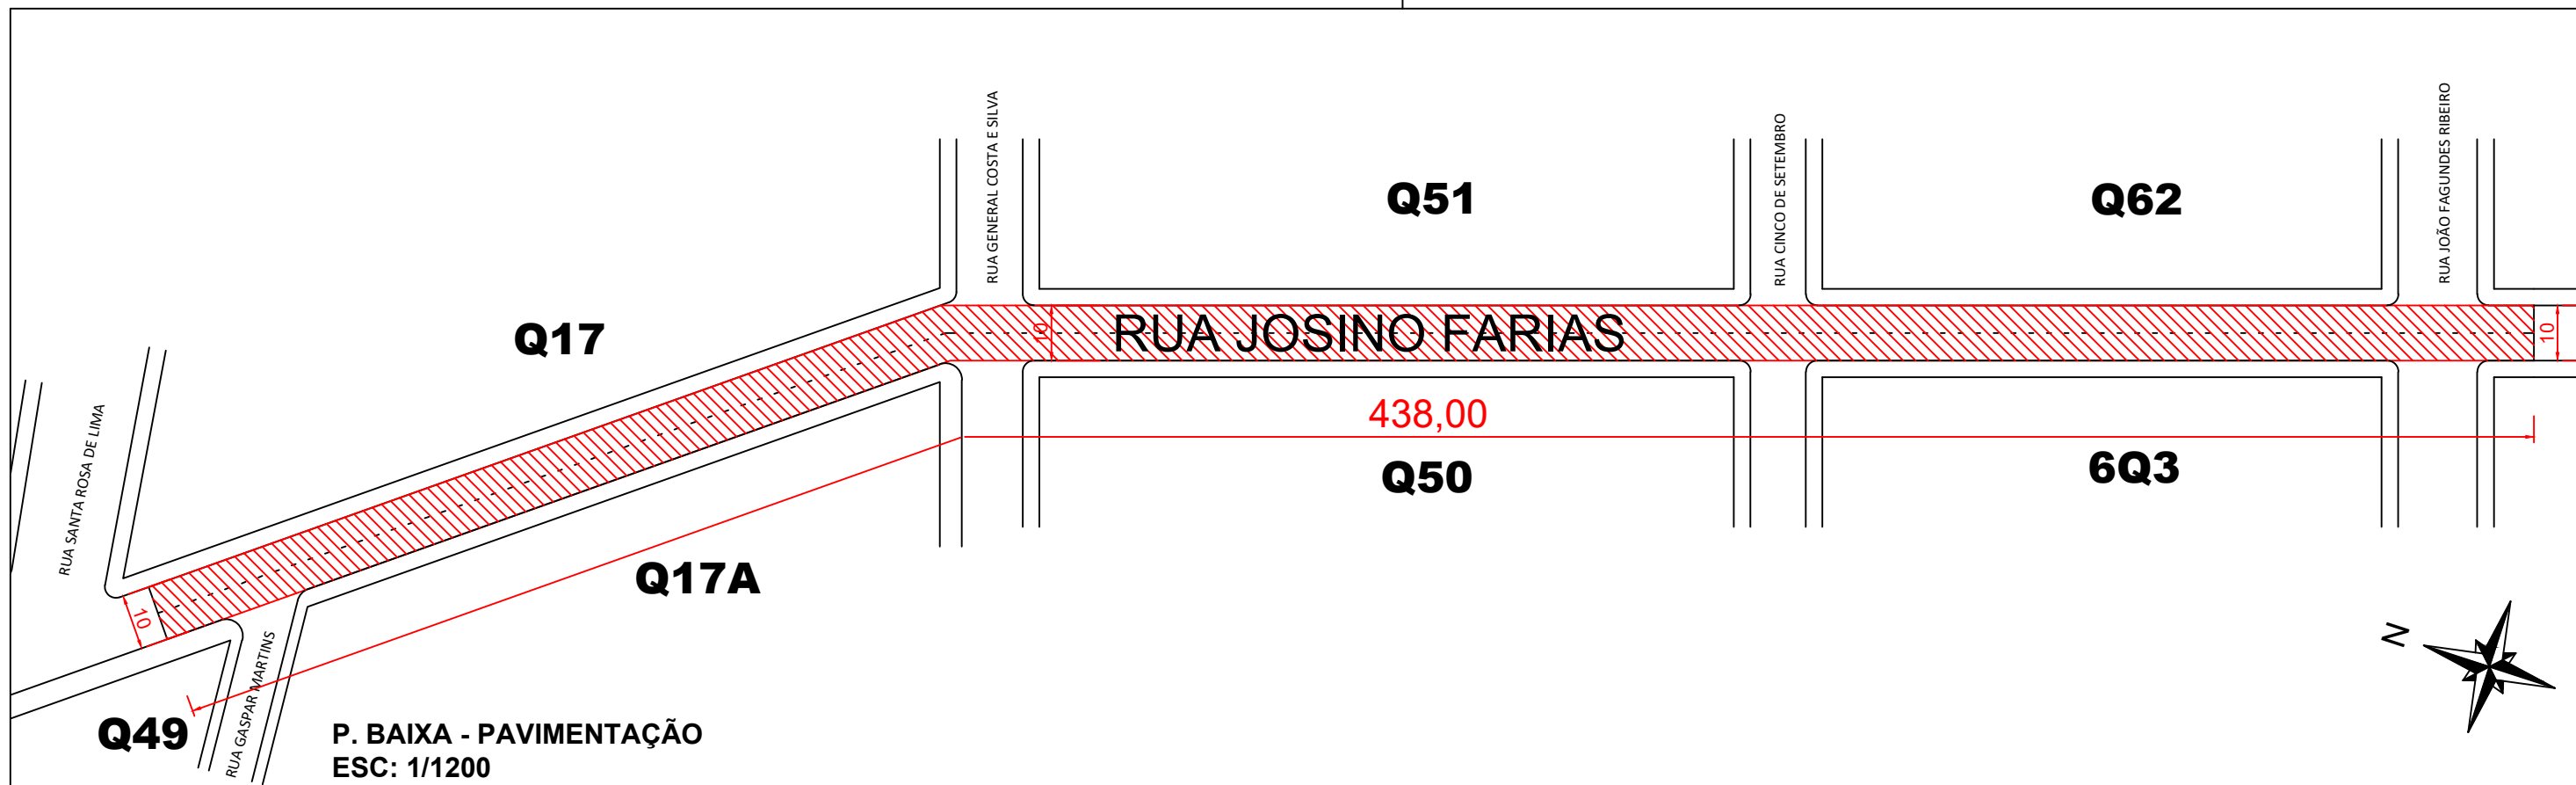 RUA GENERAL COSTA E SILVA
RUA CINCO DE SETEMBRO
RUA JOÃO FAGUNDES RIBEIRO
Q51
Q62
Q17
10
RUA JOSINO FARIAS
10
438,00
RUA SANTA ROSA DE LIMA
Q50
6Q3
Q17A
10
N
Q49
RUA GASPAR MARTINS
P. BAIXA - PAVIMENTAÇÃO
ESC: 1/1200